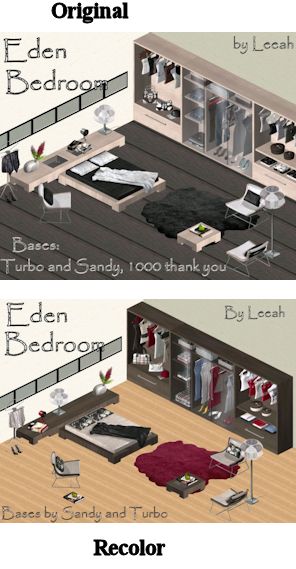 Original
Eden
Bedroom
by Leeah
Bases:
Turbo and Sandy, 1000 thank you
Eden
Bedroom
By Leeah
Bases by Sandy and Turbo
Recolor